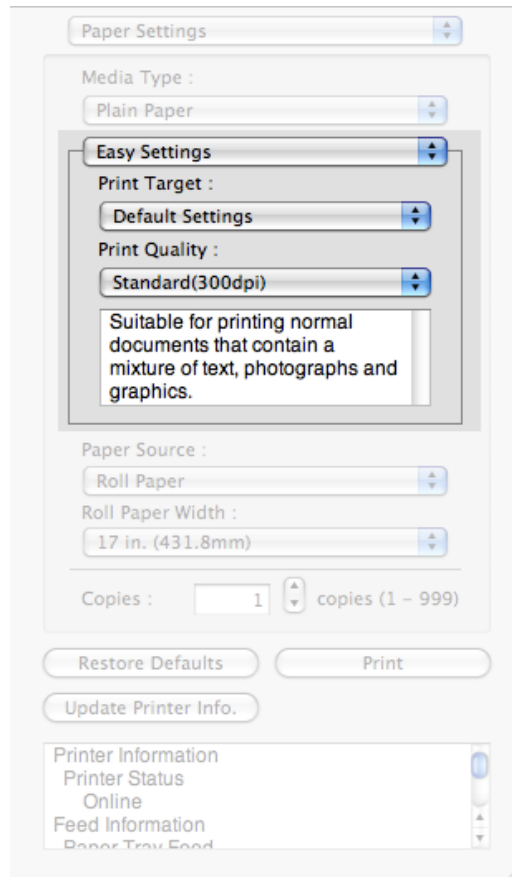 Paper Settings
Media Type :
Plain Paper
Easy Settings
Print Target :
Default Settings
Print Quality :
Standard(300dpi)
Suitable for printing normal
documents that contain a
mixture of text, photographs and
graphics.
Paper Source :
Roll Paper
Roll Paper Width :
17 in. (431.8mm)
Copies : 1 copies (1 – 999)
Restore Defaults Print
Update Printer Info.
Printer Information
Printer Status
Online
Feed Information
Paper Tray Feed